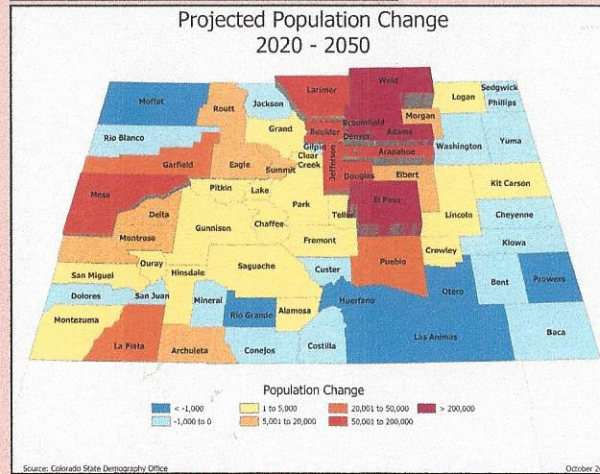 Projected Population Change
2020 - 2050
Moffat
Routt
Jackson
Larimer
Weld
Logan
Sedgwick
Phillips
Morgan
Grand
Boulder
Broomfield
Adams
Denver
Rio Blanco
Gilpin
Clear
Creek
Jefferson
Arapahoe
Washington
Yuma
Garfield
Eagle
Summit
Douglas
Elbert
Kit Carson
Mesa
Pitkin
Lake
Park
Delta
Chaffee
Teller
El Paso
Lincoln
Cheyenne
Gunnison
Fremont
Montrose
Kiowa
Crowley
Ouray
Pueblo
San Miguel
Hinsdale
Saguache
Custer
Otero
Bent
Prowers
Dolores
San Juan
Mineral
Rio Grande
Alamosa
Huerfano
Montezuma
La Plata
Archuleta
Conejos
Costilla
Las Animas
Baca
Population Change
< -1,000
1 to 5,000
20,001 to 50,000
> 200,000
-1,000 to 0
5,001 to 20,000
50,001 to 200,000
Source: Colorado State Demography Office
October